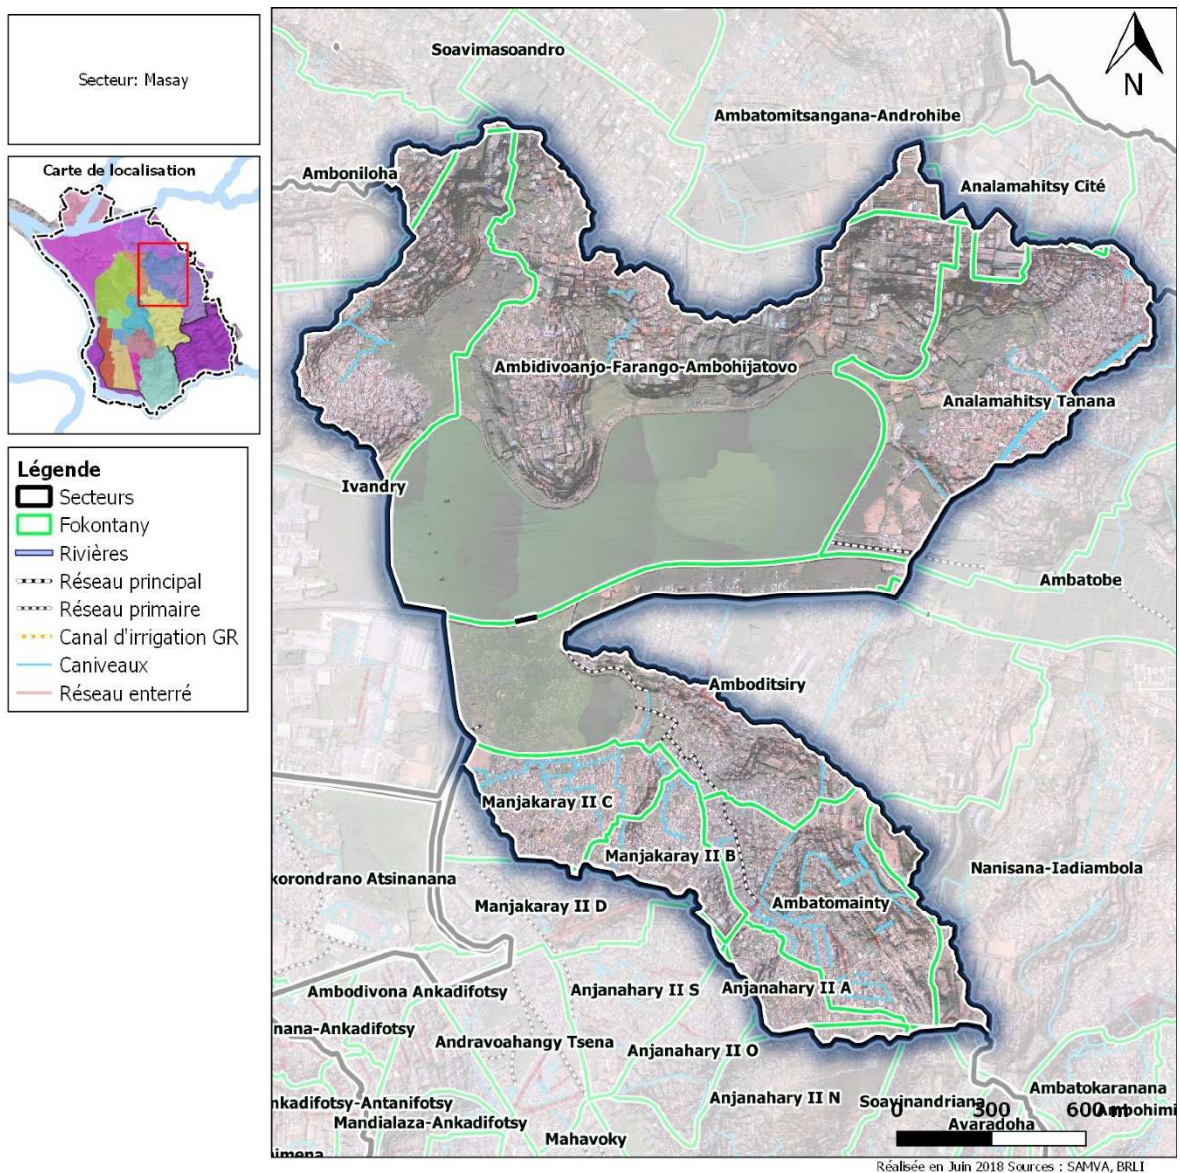 Secteur: Masay
Carte de localisation
Légende
Secteurs
Fokontany
Rivières
Réseau principal
Réseau primaire
Canal d'irrigation GR
Caniveaux
Réseau enterré
N
Soavimasoandro
Ambatomitsangana-Androhibe
Amboniloha
Analamahitsy Cité
Ambidivoanjo-Farango-Ambohijatovo
Analamahitsy Tanana
Ivandry
Ambatobe
Amboditsiry
Manjakaray II C
Manjakaray II B
Nanisana-Iadiambola
korondrano Atsinanana
Manjakaray II D
Ambatomainty
Ambodivona Ankadifotsy
Anjanahary II S
Anjanahary II A
nana-Ankadifotsy
Andravoahangy Tsena
Anjanahary II O
nkadifotsy-Antanifotsy
Anjanahary II N
Soavinandriana
Ambatokaranana
Mandialaza-Ankadifotsy
0 300 600 m
Ambohimi
Avaradoha
Mahavoky
imena
Réalisée en Juin 2018 Sources : SAMVA, BRLI